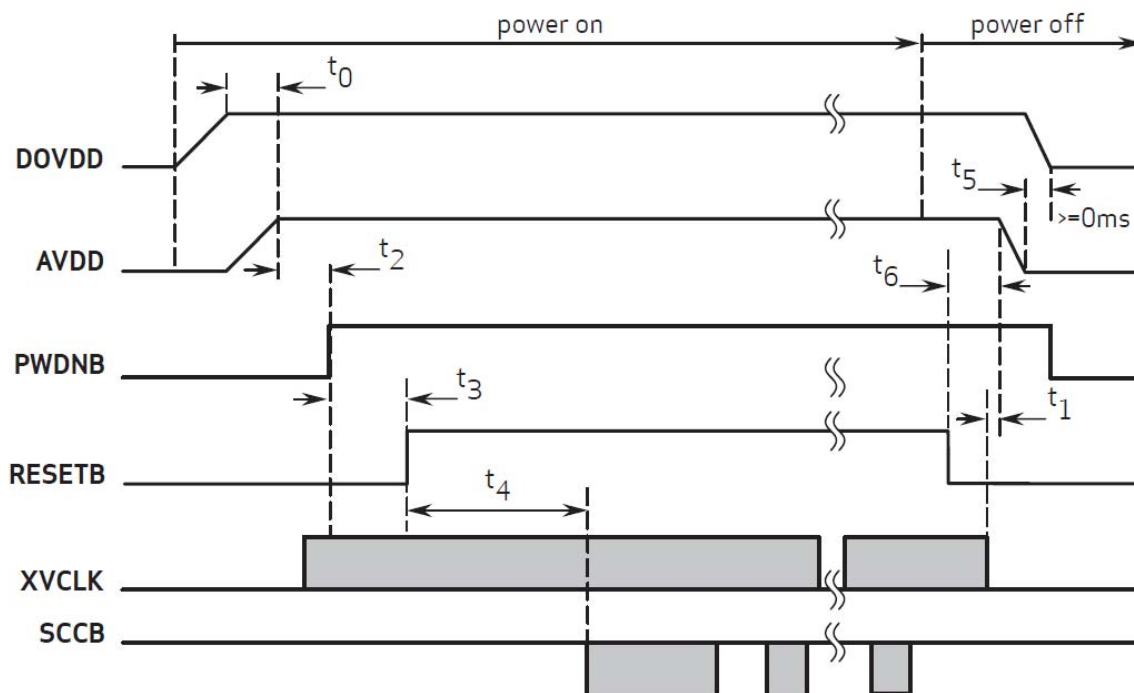 power on
power off
t0
DOVDD
t5
>=0ms
AVDD
t2
t6
PWDNB
t3
t1
RESETB
t4
XVCLK
SCCB